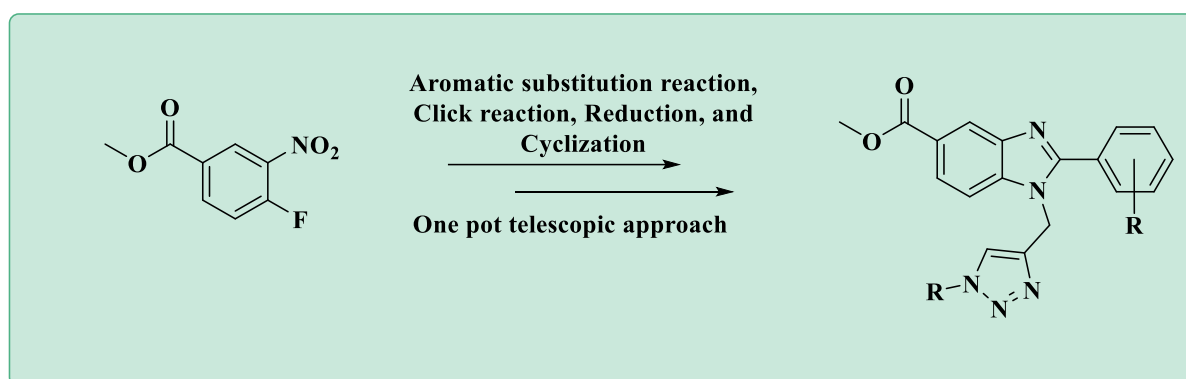 Aromatic substitution reaction,
Click reaction, Reduction, and
Cyclization
One pot telescopic approach
O
O
NO2
F
O
O
N
N
R
N
N
N
R